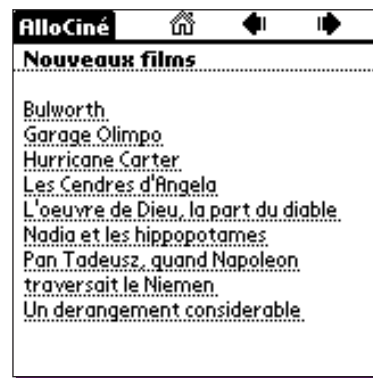 AlloCiné
Nouveaux films
Bulworth
Garage Olimpo
Hurricane Carter
Les Cendres d'Angela
L'oeuvre de Dieu, la part du diable
Nadia et les hippopotames
Pan Tadeusz, quand Napoleon
traversait le Niemen
Un derangement considerable